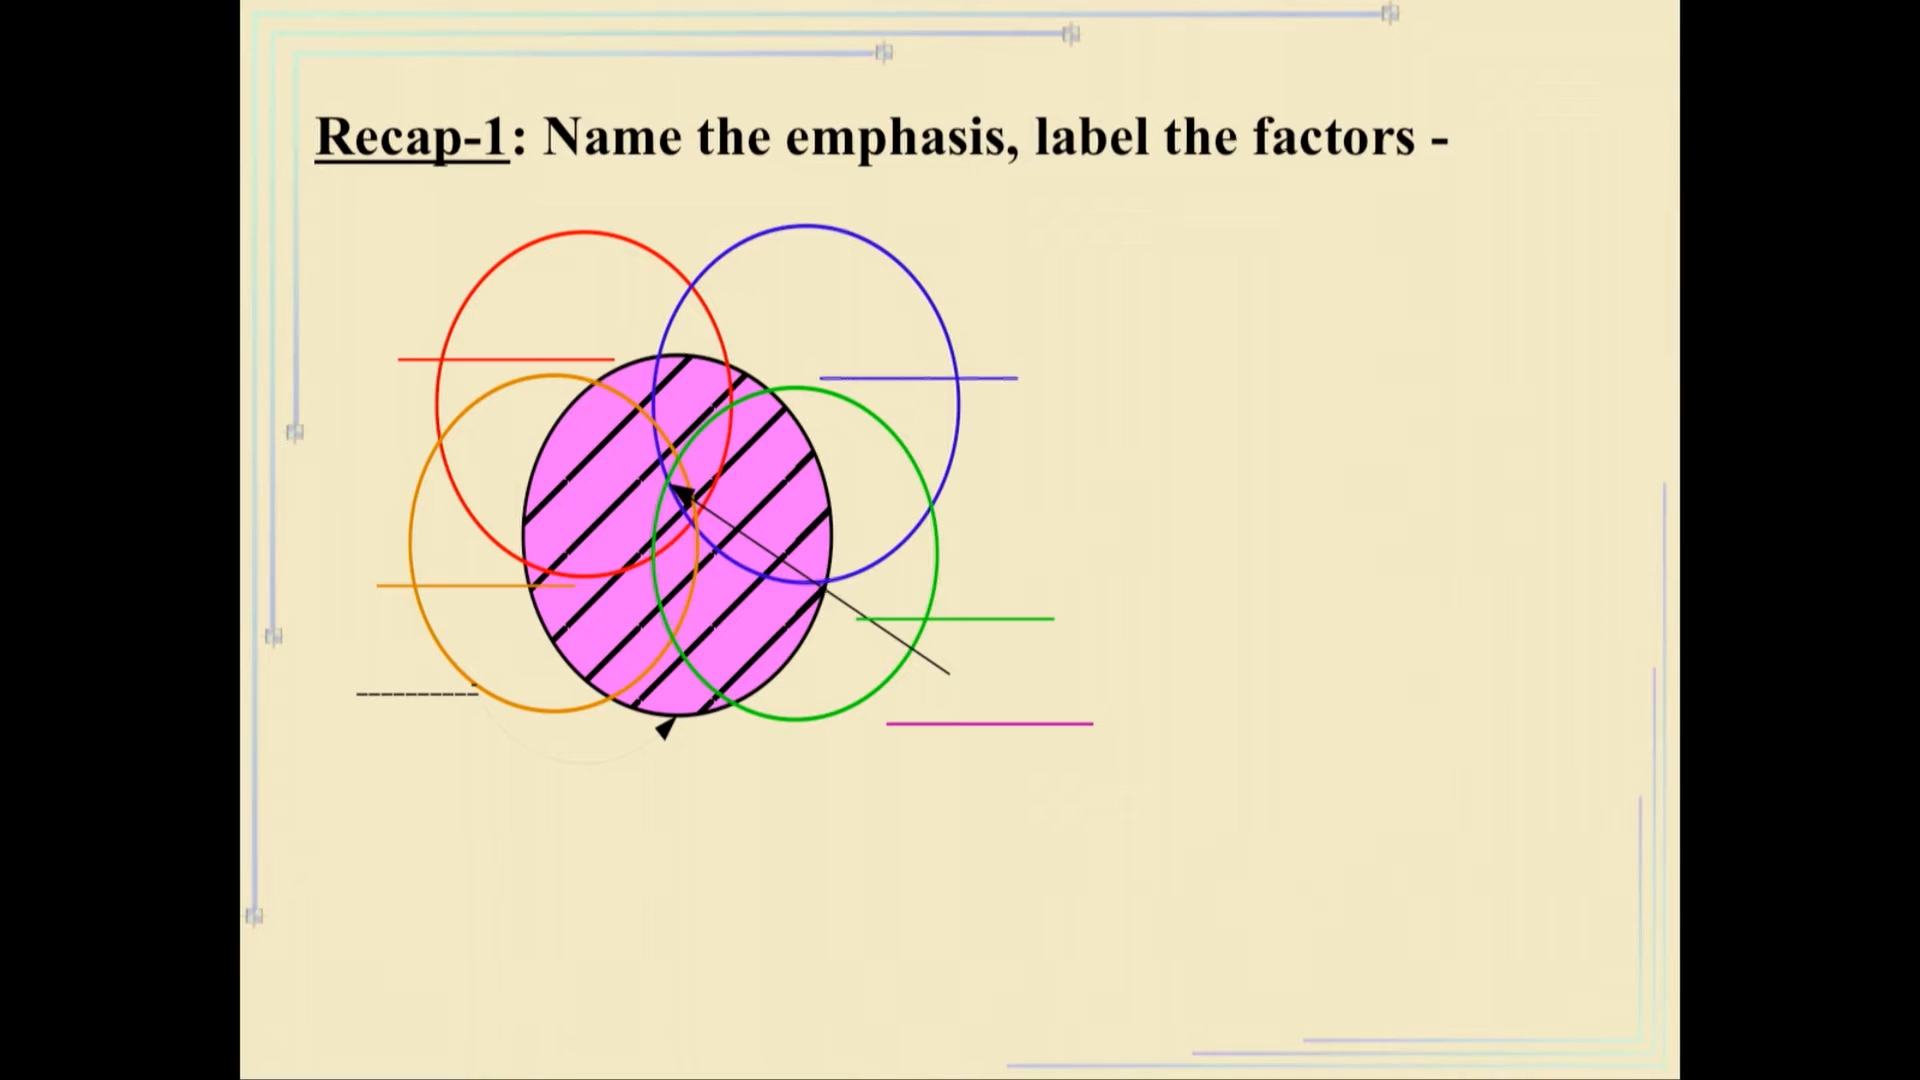 Recap-1: Name the emphasis, label the factors -